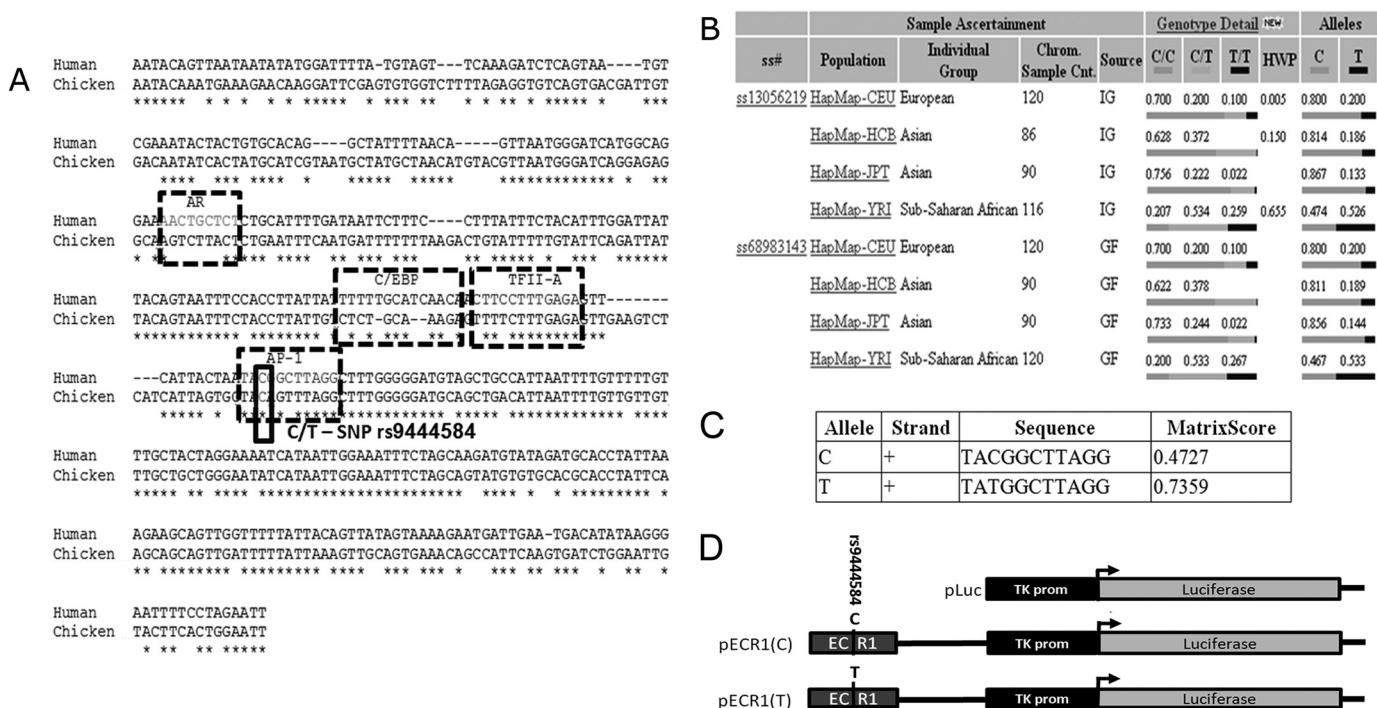 A
Human AATACAGTTAATAATATATGGATTTTA-TGTAGT---TCAAAGATCTCAGTAA----TGT
Chicken AATACAAATGAAAGAACAAGGATTCGAGTGTGGTCTTTTAGAGGTGTCAGTGACGATTGT
Human CGAAATACTACTGTGCACAG---GCTATTTTAACA----GTTAATGGGATCATGGCAG
Chicken GACAATATCACTATGCATCGTAATGCTATGCTAACATGTACGTTAATGGGATCAGGAGAG
AR
Human GAAAACTGCTCTCTGCATTTTGATAATTCTTTC----CTTTATTTCTACATTTGGATTAT
Chicken GCAAGTCTTACTCTGAATTTCAATGATTTTTTTAAGACTGTATTTTTGTATTCAGATTAT
C/EBP TFII-A
Human TACAGTAATTTCCACCTTATTATTTTTTGCATCAACAACTTCCTTTGAGAGTT-------
Chicken TACAGTAATTTCTACCTTATTGTCTCT-GCA-AAGAGTTTTCTTTGAGAGTTGAAGTCT
AP-1
Human ---CATTACTAATACGGCTTAGGCTTTGGGGGATGTAGCTGCCATTAATTTTGTTTTTGT
Chicken CATCATTAGTGGTACAGTTTAGGCTTTGGGGGATGCAGCTGACATTAATTTTGTTGTTGT
C/T – SNP rs9444584
Human TTGCTACTAGGAAAATCATAATTGGAAATTTCTAGCAAGATGTATAGATGCACCTATTAA
Chicken TTGCTGCTGGGAATATCATAATTGGAAATTTCTAGCAGTATGTGTGCACGCACCTATTCA
Human AGAAGCAGTTGGTTTTTATTACAGTTATAGTAAAAGAATGATTGAA-TGACATATAAGGG
Chicken AGCAGCAGTTGATTTTTATTAAAGTTGCAGTGAAACAGCCATTCAAGTGATCTGGAATTG
Human AATTTTCCTAGAATT
Chicken TACTTCACTGGAATT
B
Sample Ascertainment Genotype Detail NEW Alleles
ss# Population Individual Group Chrom. Sample Cnt. Source C/C C/T T/T HWP C T
ss13056219 HapMap-CEU European 120 IG 0.700 0.200 0.100 0.005 0.800 0.200
HapMap-HCB Asian 86 IG 0.628 0.372 0.150 0.814 0.186
HapMap-JPT Asian 90 IG 0.756 0.222 0.022 0.867 0.133
HapMap-YRI Sub-Saharan African 116 IG 0.207 0.534 0.259 0.655 0.474 0.526
ss68983143 HapMap-CEU European 120 GF 0.700 0.200 0.100 0.800 0.200
HapMap-HCB Asian 90 GF 0.622 0.378 0.811 0.189
HapMap-JPT Asian 90 GF 0.733 0.244 0.022 0.856 0.144
HapMap-YRI Sub-Saharan African 120 GF 0.200 0.533 0.267 0.467 0.533
C
Allele Strand Sequence MatrixScore
C + TACGGCTTAGG 0.4727
T + TATGGCTTAGG 0.7359
D
rs9444584
pLuc TK prom Luciferase
C
pECR1(C) EC R1 TK prom Luciferase
T
pECR1(T) EC R1 TK prom Luciferase